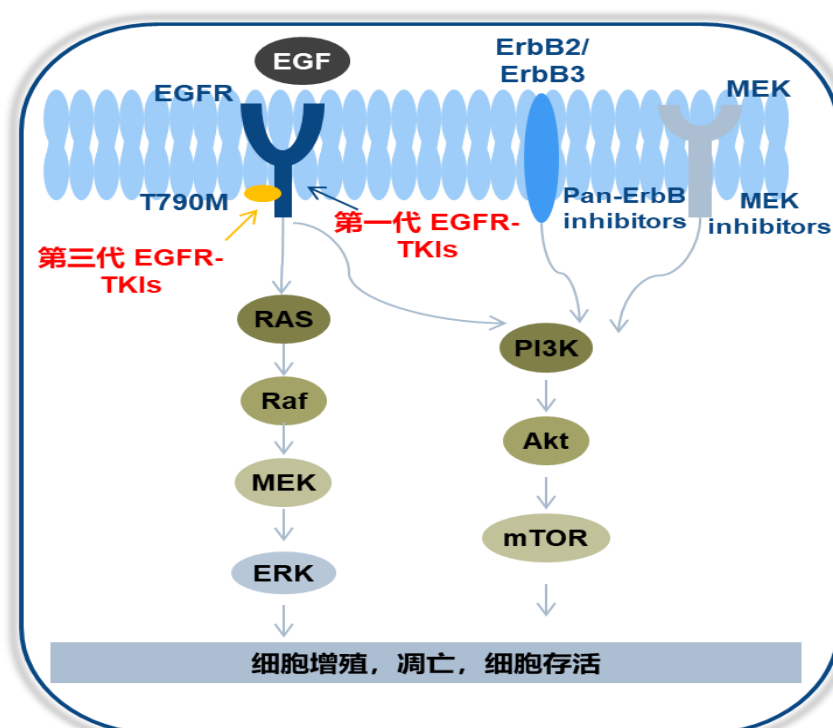 EGF
ErbB2/
ErbB3
EGFR
MEK
T790M
第一代 EGFR-
TKIs
Pan-ErbB
inhibitors
MEK
inhibitors
第三代 EGFR-
TKIs
RAS
PI3K
Raf
Akt
MEK
mTOR
ERK
细胞增殖，凋亡，细胞存活